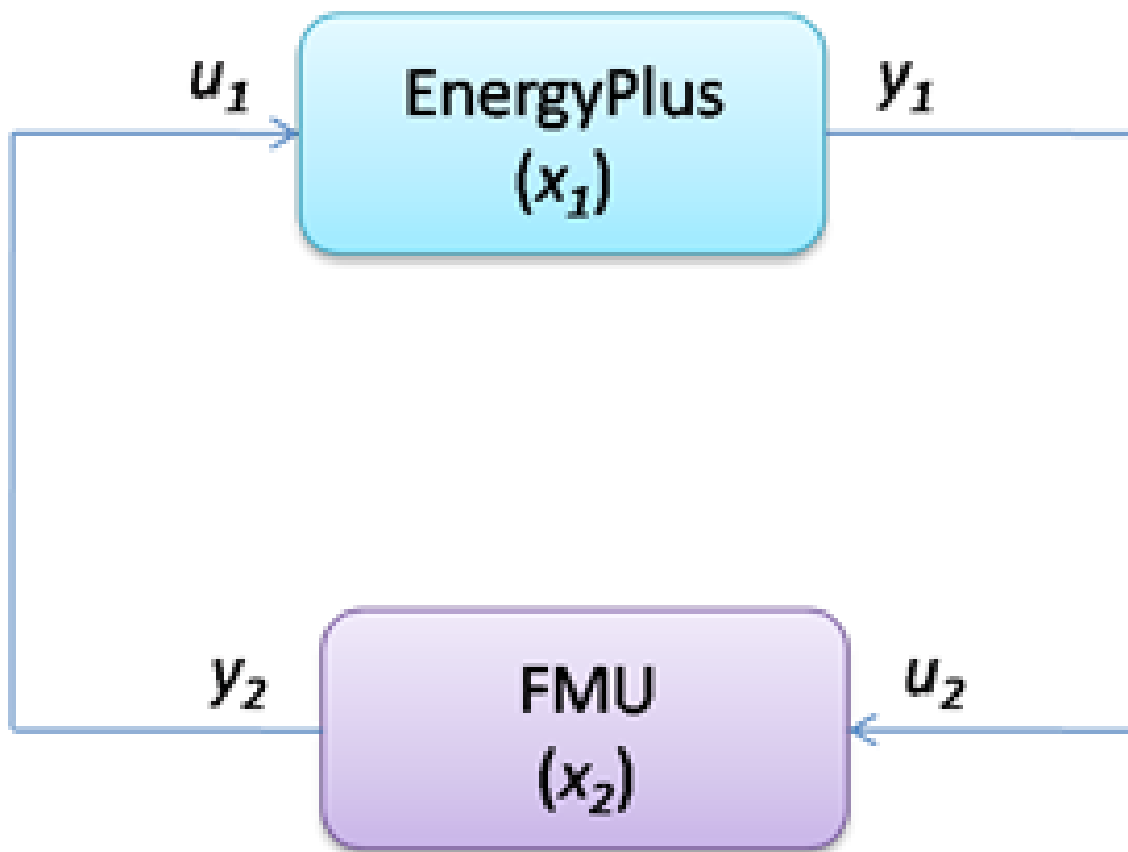 u₁
EnergyPlus
(x₁)
y₁
y₂
FMU
(x₂)
u₂